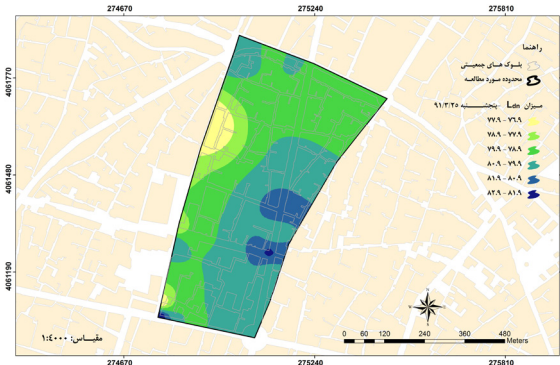 274670 275240 275810
4061770
4061480
4061190
راهنما
بلوک های جمعیتی
محدوده مورد مطالعه
میزان Ldn پنجشنبه ۹۱/۳/۲۵
۷۷.۹ - ۷۶.۹
۷۸.۹ - ۷۷.۹
۷۹.۹ - ۷۸.۹
۸۰.۹ - ۷۹.۹
۸۱.۹ - ۸۰.۹
۸۲.۹ - ۸۱.۹
N
0 60 120 240 360 480
Meters
مقیاس: ۱:٤۰۰۰
274670 275240 275810